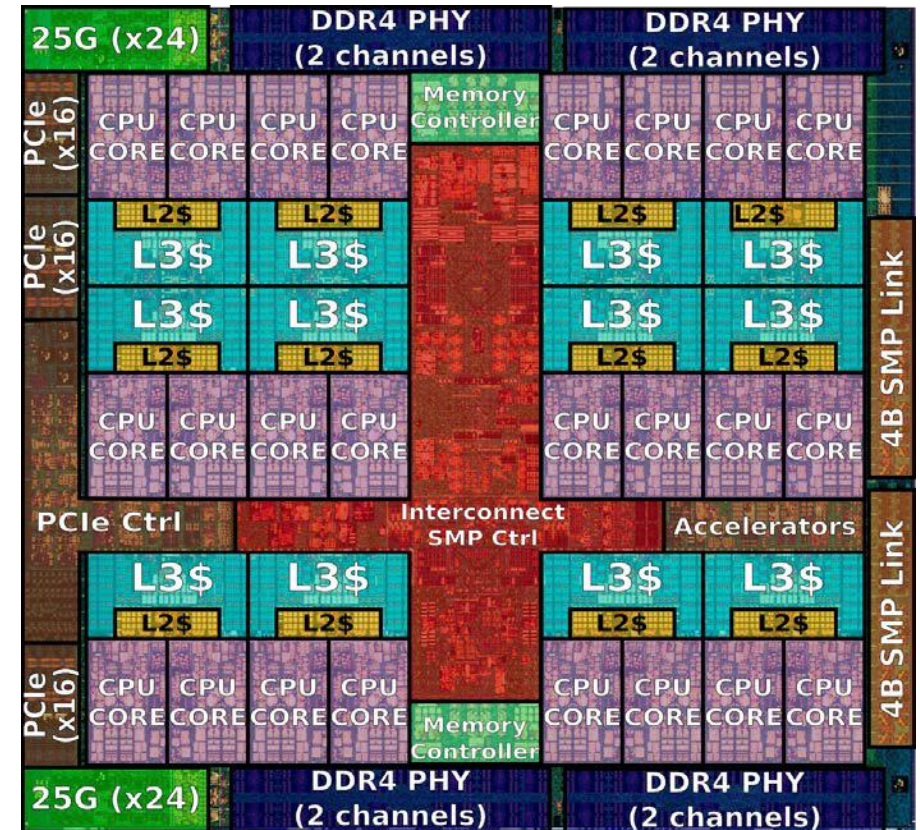 25G (x24)
DDR4 PHY
(2 channels)
DDR4 PHY
(2 channels)
PCIe
(x16)
CPU
CORE
CPU
CORE
CPU
CORE
CPU
CORE
Memory
Controller
CPU
CORE
CPU
CORE
CPU
CORE
CPU
CORE
PCIe
(x16)
L2$
L2$
L2$
L2$
L3$
L3$
L3$
L3$
L3$
L3$
L3$
L3$
L2$
L2$
L2$
L2$
4B SMP Link
CPU
CORE
CPU
CORE
CPU
CORE
CPU
CORE
CPU
CORE
CPU
CORE
CPU
CORE
CPU
CORE
PCIe Ctrl
Interconnect
SMP Ctrl
Accelerators
L3$
L3$
L3$
L3$
L2$
L2$
L2$
L2$
4B SMP Link
PCIe
(x16)
CPU
CORE
CPU
CORE
CPU
CORE
CPU
CORE
Memory
Controller
CPU
CORE
CPU
CORE
CPU
CORE
CPU
CORE
25G (x24)
DDR4 PHY
(2 channels)
DDR4 PHY
(2 channels)